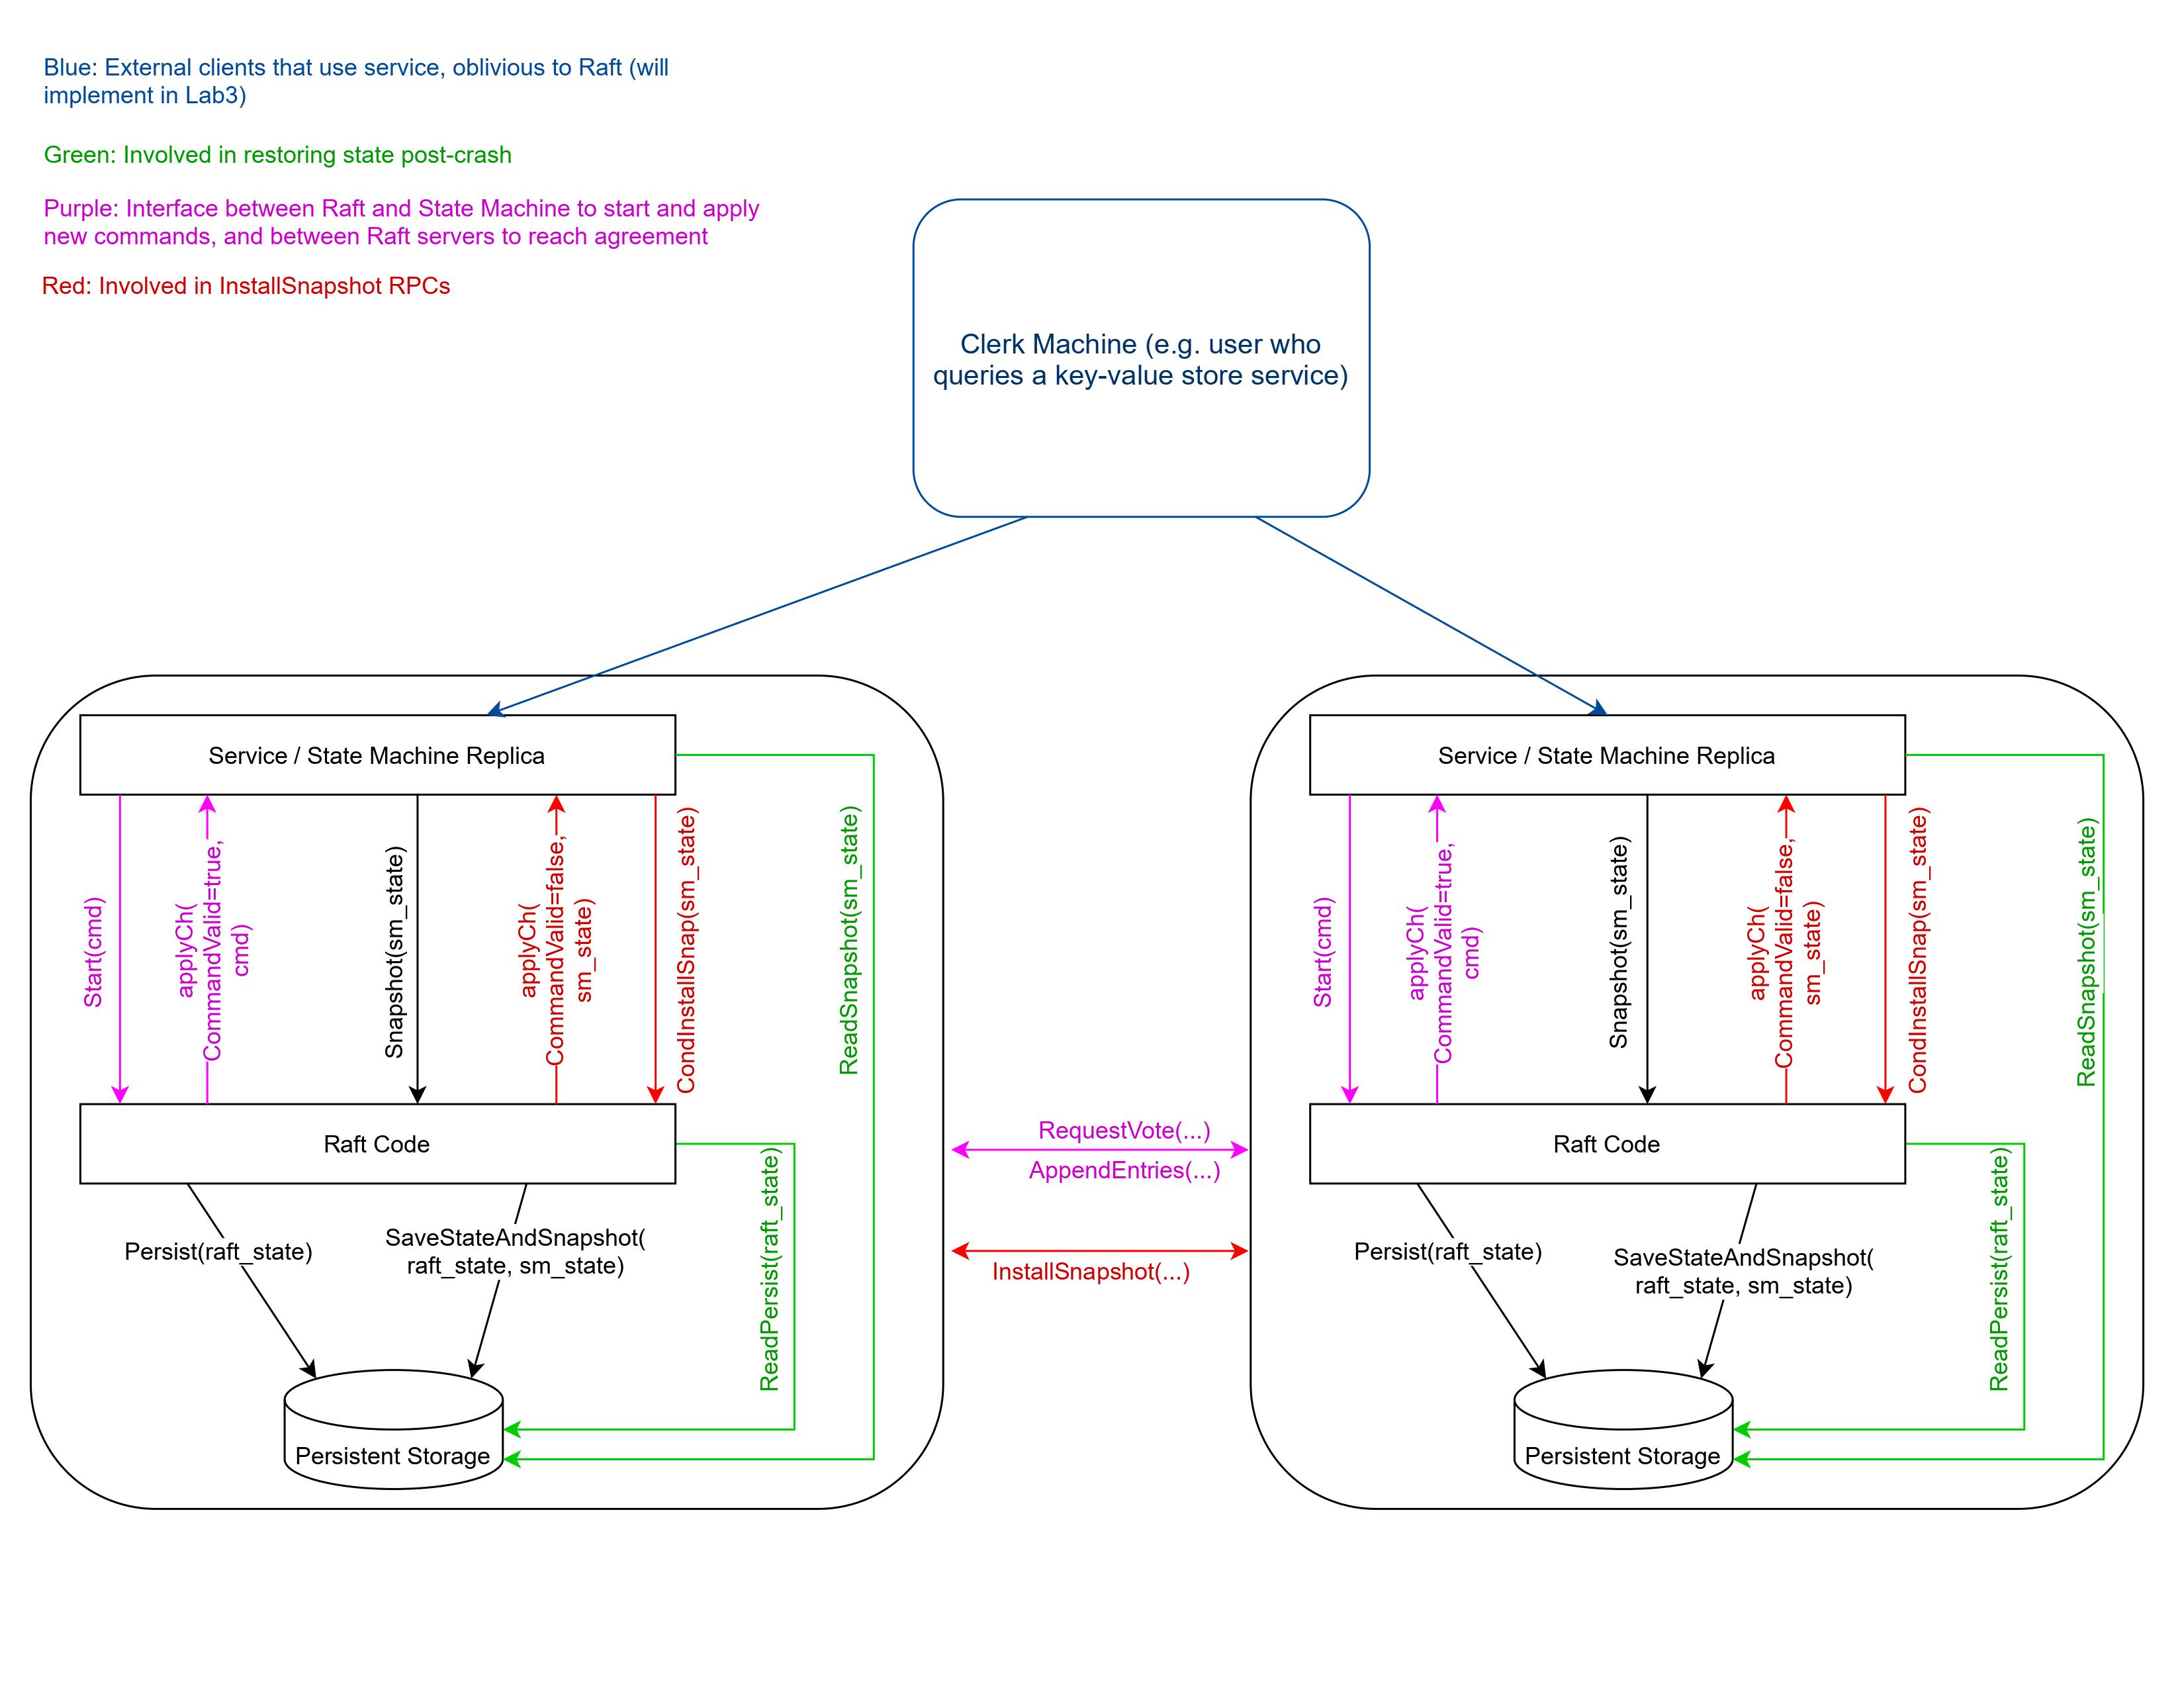 Blue: External clients that use service, oblivious to Raft (will
implement in Lab3)
Green: Involved in restoring state post-crash
Purple: Interface between Raft and State Machine to start and apply
new commands, and between Raft servers to reach agreement
Red: Involved in InstallSnapshot RPCs
Clerk Machine (e.g. user who
queries a key-value store service)
Service / State Machine Replica
Start(cmd)
applyCh(
CommandValid=true,
cmd)
Snapshot(sm_state)
applyCh(
CommandValid=false,
sm_state)
CondInstallSnap(sm_state)
ReadSnapshot(sm_state)
Raft Code
Persist(raft_state)
SaveStateAndSnapshot(
raft_state, sm_state)
ReadPersist(raft_state)
Persistent Storage
RequestVote(...)
AppendEntries(...)
InstallSnapshot(...)
Service / State Machine Replica
Start(cmd)
applyCh(
CommandValid=true,
cmd)
Snapshot(sm_state)
applyCh(
CommandValid=false,
sm_state)
CondInstallSnap(sm_state)
ReadSnapshot(sm_state)
Raft Code
Persist(raft_state)
SaveStateAndSnapshot(
raft_state, sm_state)
ReadPersist(raft_state)
Persistent Storage